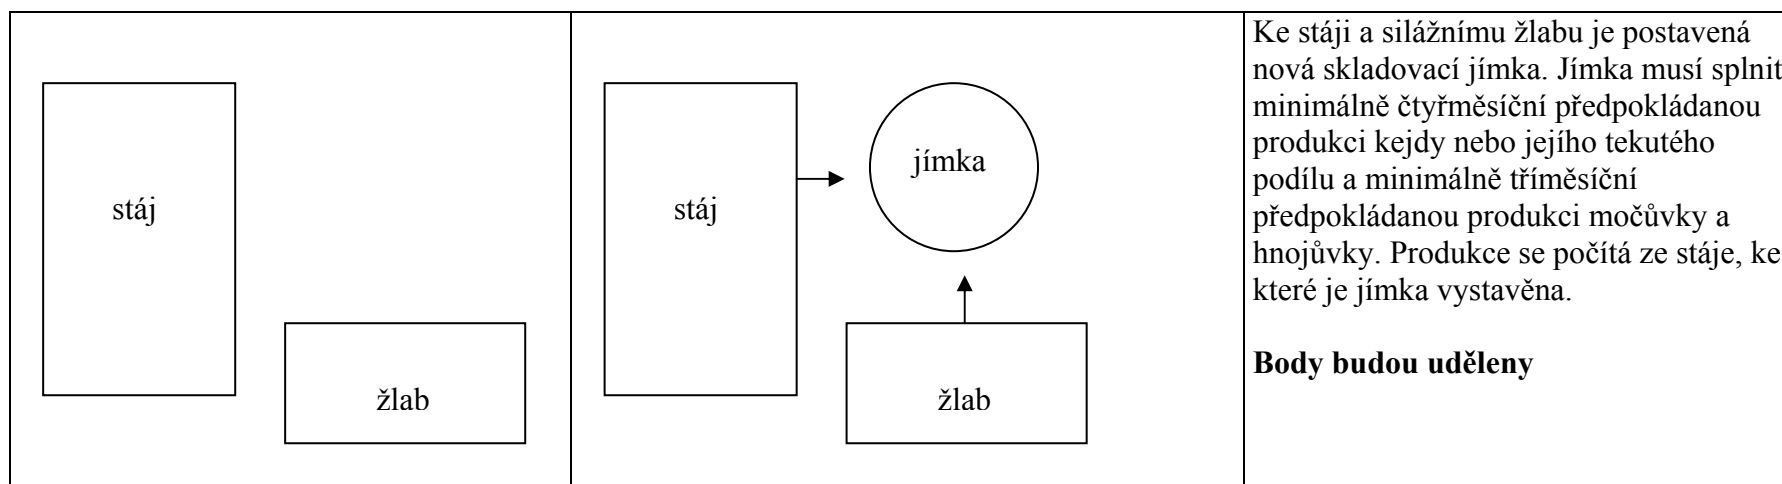 stáj
žlab
stáj
jímka
žlab
Ke stáji a silážnímu žlabu je postavená
nová skladovací jímka. Jímka musí splnit
minimálně čtyřměsíční předpokládanou
produkci kejdy nebo jejího tekutého
podílu a minimálně tříměsíční
předpokládanou produkci močůvky a
hnojůvky. Produkce se počítá ze stáje, ke
které je jímka vystavěna.
Body budou uděleny